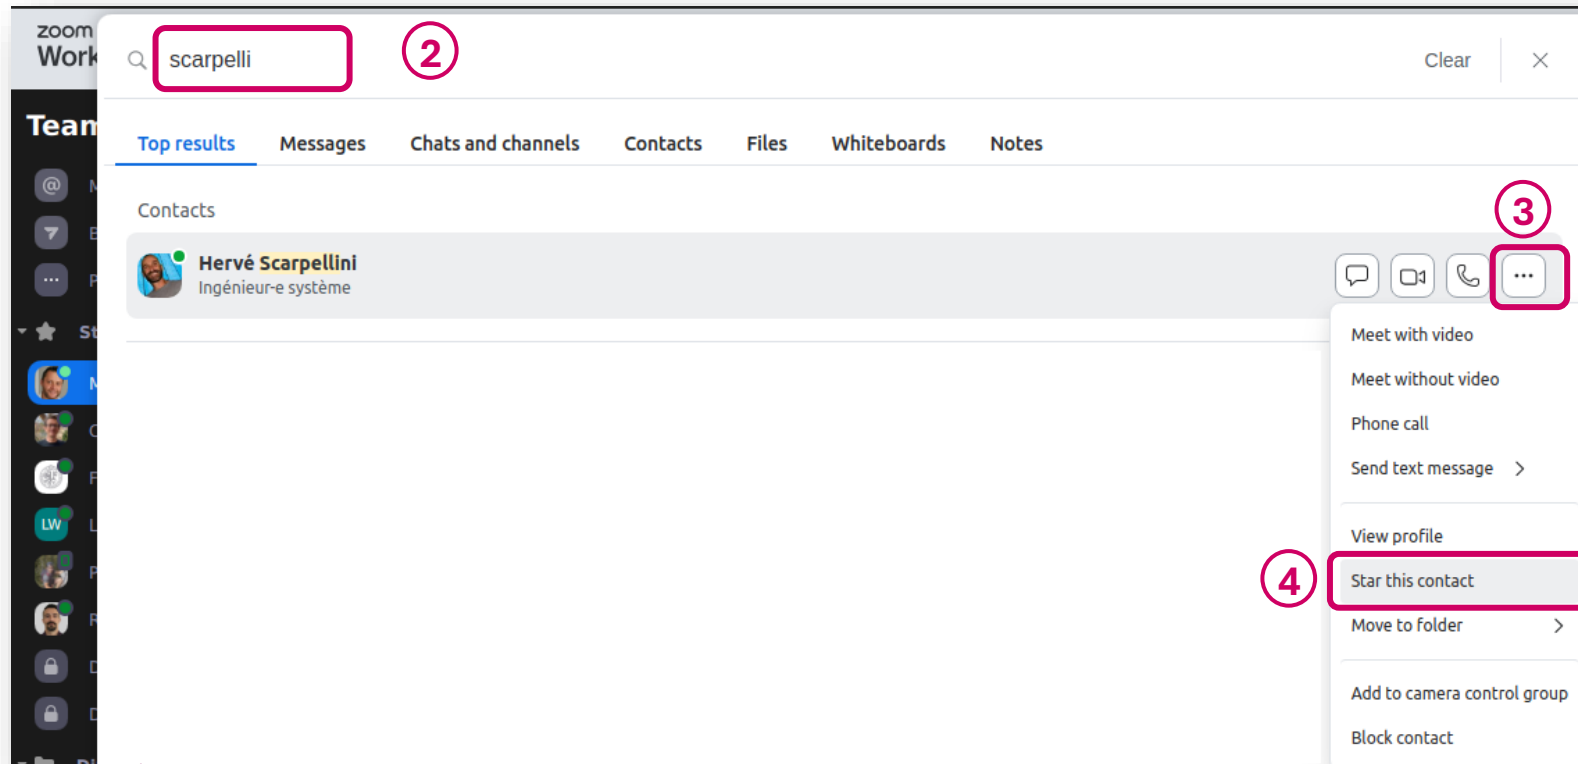 zoom
Work
scarpelli
2
Clear
Team
Top results Messages Chats and channels Contacts Files Whiteboards Notes
@ M
Contacts
3
Hervé Scarpellini
Ingénieur-e système
P
St
Meet with video
M
Meet without video
Phone call
Send text message
F
LW L
View profile
4
Star this contact
P
R
Move to folder
D
Add to camera control group
D
Block contact